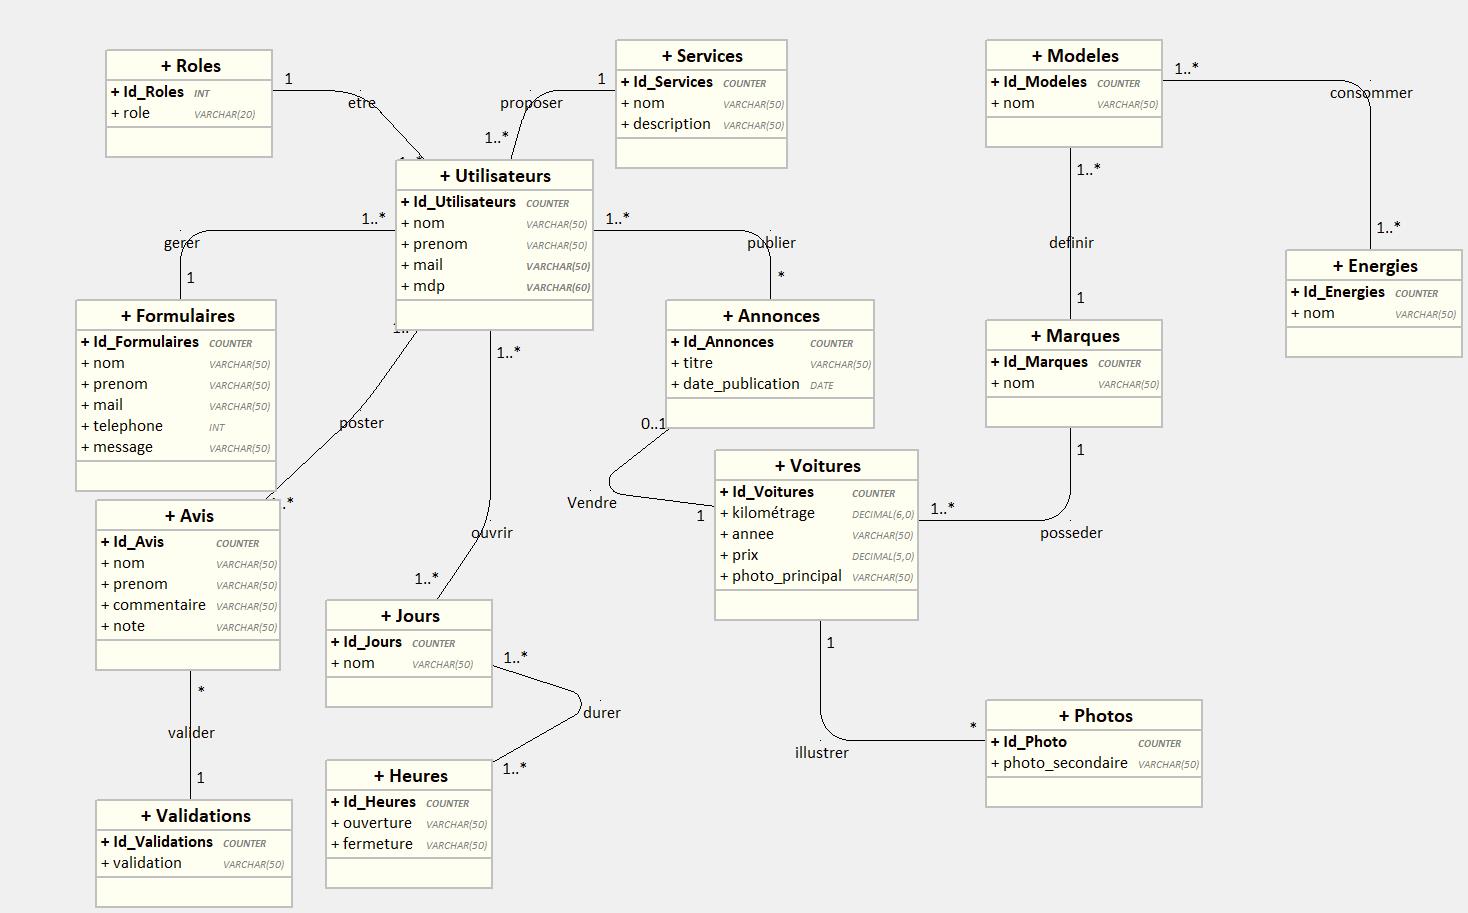 + Roles
+ Id_Roles INT
+ role VARCHAR(20)
1
etre
+ Services
+ Id_Services COUNTER
+ nom VARCHAR(50)
+ description VARCHAR(50)
1
proposer
1..*
+ Modeles
+ Id_Modeles COUNTER
+ nom VARCHAR(50)
1..*
consommer
1..*
1..*
definir
1
+ Energies
+ Id_Energies COUNTER
+ nom VARCHAR(50)
+ Utilisateurs
+ Id_Utilisateurs COUNTER
+ nom VARCHAR(50)
+ prenom VARCHAR(50)
+ mail VARCHAR(50)
+ mdp VARCHAR(60)
1..*
gerer
1
1..*
publier
*
+ Formulaires
+ Id_Formulaires COUNTER
+ nom VARCHAR(50)
+ prenom VARCHAR(50)
+ mail VARCHAR(50)
+ telephone INT
+ message VARCHAR(50)
+ Annonces
+ Id_Annonces COUNTER
+ titre VARCHAR(50)
+ date_publication DATE
+ Marques
+ Id_Marques COUNTER
+ nom VARCHAR(50)
1..*
poster
0..1
Vendre
1
1
1..*
posseder
+ Voitures
+ Id_Voitures COUNTER
+ kilométrage DECIMAL(6,0)
+ annee VARCHAR(50)
+ prix DECIMAL(5,0)
+ photo_principal VARCHAR(50)
+ Avis
+ Id_Avis COUNTER
+ nom VARCHAR(50)
+ prenom VARCHAR(50)
+ commentaire VARCHAR(50)
+ note VARCHAR(50)
ouvrir
1..*
+ Jours
+ Id_Jours COUNTER
+ nom VARCHAR(50)
1..*
durer
1..*
1
illustrer
*
+ Photos
+ Id_Photo COUNTER
+ photo_secondaire VARCHAR(50)
*
valider
1
+ Heures
+ Id_Heures COUNTER
+ ouverture VARCHAR(50)
+ fermeture VARCHAR(50)
+ Validations
+ Id_Validations COUNTER
+ validation VARCHAR(50)